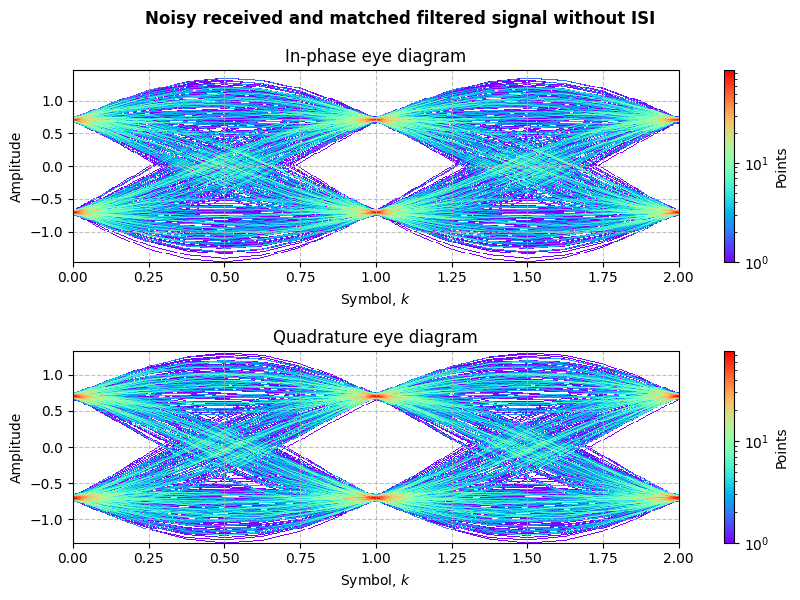 Noisy received and matched filtered signal without ISI
In-phase eye diagram
1.0
0.5
0.0
−0.5
−1.0
Amplitude
0.00 0.25 0.50 0.75 1.00 1.25 1.50 1.75 2.00
Symbol, k
10¹
10⁰
Points
Quadrature eye diagram
1.0
0.5
0.0
−0.5
−1.0
Amplitude
0.00 0.25 0.50 0.75 1.00 1.25 1.50 1.75 2.00
Symbol, k
10¹
10⁰
Points